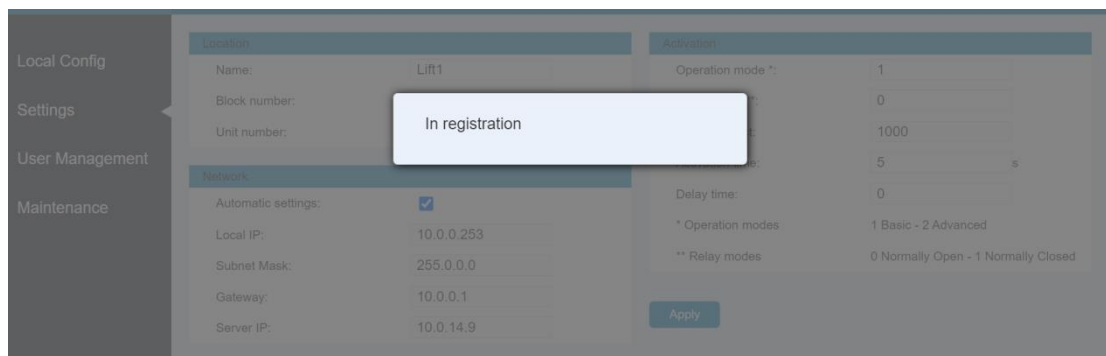 Local Config
Settings
User Management
Maintenance
Location
Name: Lift1
Block number:
Unit number:
In registration
Network
Automatic settings:
Local IP: 10.0.0.253
Subnet Mask: 255.0.0.0
Gateway: 10.0.0.1
Server IP: 10.0.14.9
Activation
Operation mode *: 1
0
1000
5 s
Delay time: 0
* Operation modes 1 Basic - 2 Advanced
** Relay modes 0 Normally Open - 1 Normally Closed
Apply